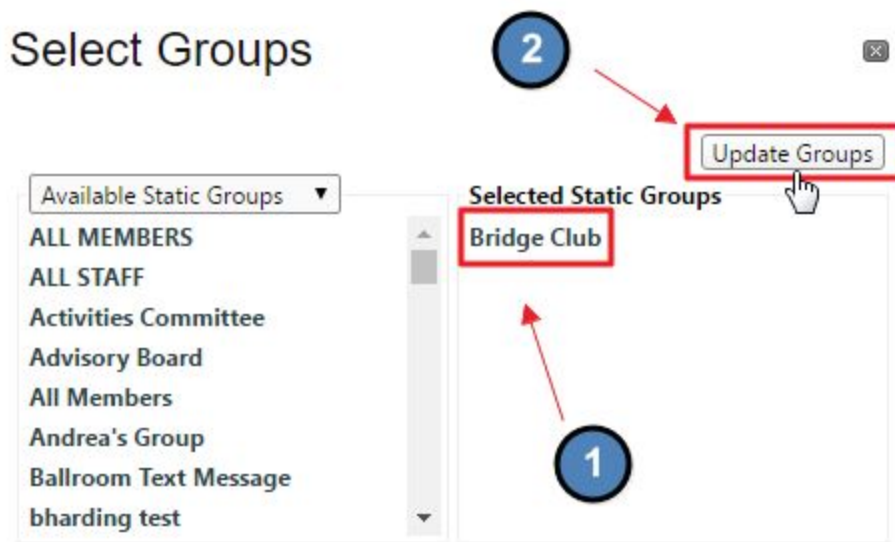 Select Groups
2
Update Groups
Available Static Groups
Selected Static Groups
ALL MEMBERS
Bridge Club
ALL STAFF
Activities Committee
Advisory Board
All Members
Andrea's Group
Ballroom Text Message
1
bharding test